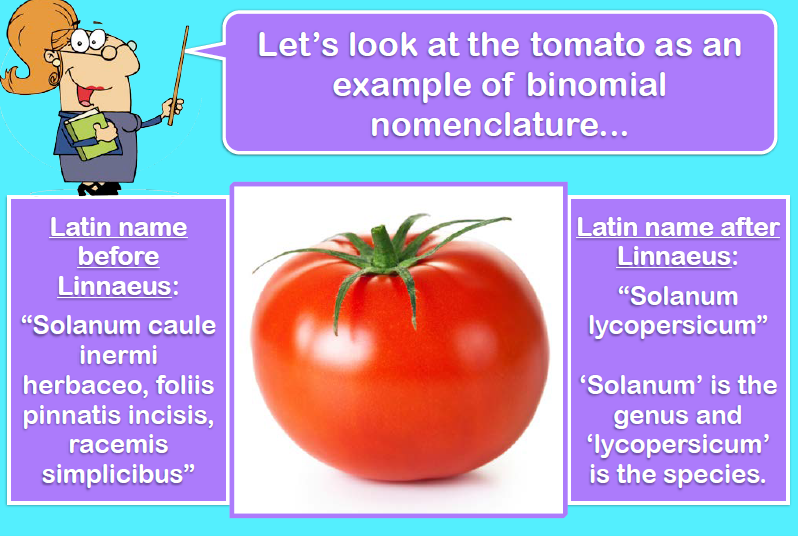 Let's look at the tomato as an
example of binomial
nomenclature...
Latin name
before
Linnaeus:
“Solanum caule
inermi
herbaceo, foliis
pinnatis incisis,
racemis
simplicibus”
Latin name after
Linnaeus:
“Solanum
lycopersicum”
‘Solanum’ is the
genus and
‘lycopersicum’
is the species.